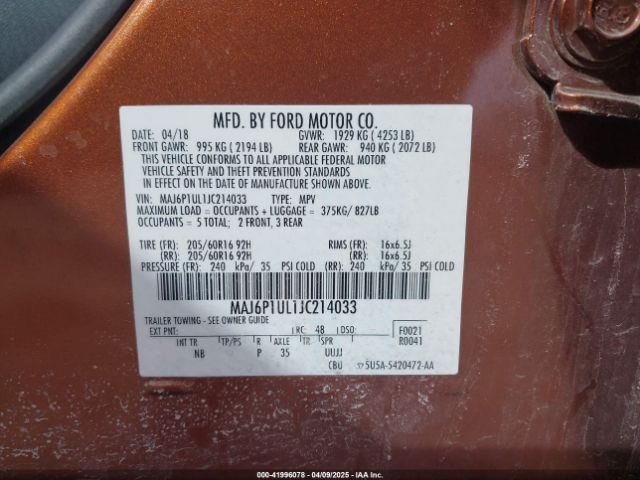 MFD. BY FORD MOTOR CO.
DATE: 04/18 GVWR: 1929 KG ( 4253 LB)
FRONT GAWR: 995 KG ( 2194 LB) REAR GAWR: 940 KG ( 2072 LB)
THIS VEHICLE CONFORMS TO ALL APPLICABLE FEDERAL MOTOR
VEHICLE SAFETY AND THEFT PREVENTION STANDARDS
IN EFFECT ON THE DATE OF MANUFACTURE SHOWN ABOVE.
VIN: MAJ6P1UL1JC214033 TYPE: MPV
MAXIMUM LOAD = OCCUPANTS + LUGGAGE = 375KG/ 827LB
OCCUPANTS = 5 TOTAL; 2 FRONT, 3 REAR
TIRE (FR): 205/60R16 92H RIMS (FR): 16x6.5J
(RR): 205/60R16 92H (RR): 16x6.5J
PRESSURE (FR): 240 kPa/ 35 PSI COLD (RR): 240 kPa/ 35 PSI COLD
MAJ6P1UL1JC214033
TRAILER TOWING - SEE OWNER GUIDE
EXT PNT: RC: 48 DSO: F0021
INT TR TP/PS R AXLE TR SPR R0041
NB P 35 UUJJ
CBU 5U5A-5420472-AA
000-41996078 - 04/09/2025 - IAA Inc.